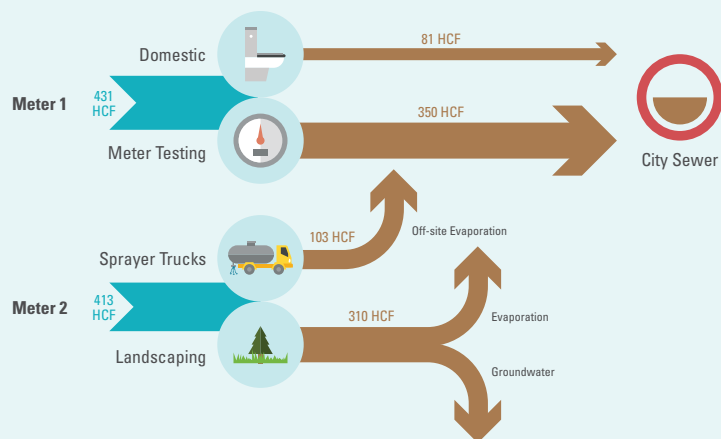 Domestic
81 HCF
Meter 1
431
HCF
350 HCF
Meter Testing
City Sewer
Sprayer Trucks
103 HCF
Off-site Evaporation
Meter 2
413
HCF
310 HCF
Evaporation
Landscaping
Groundwater